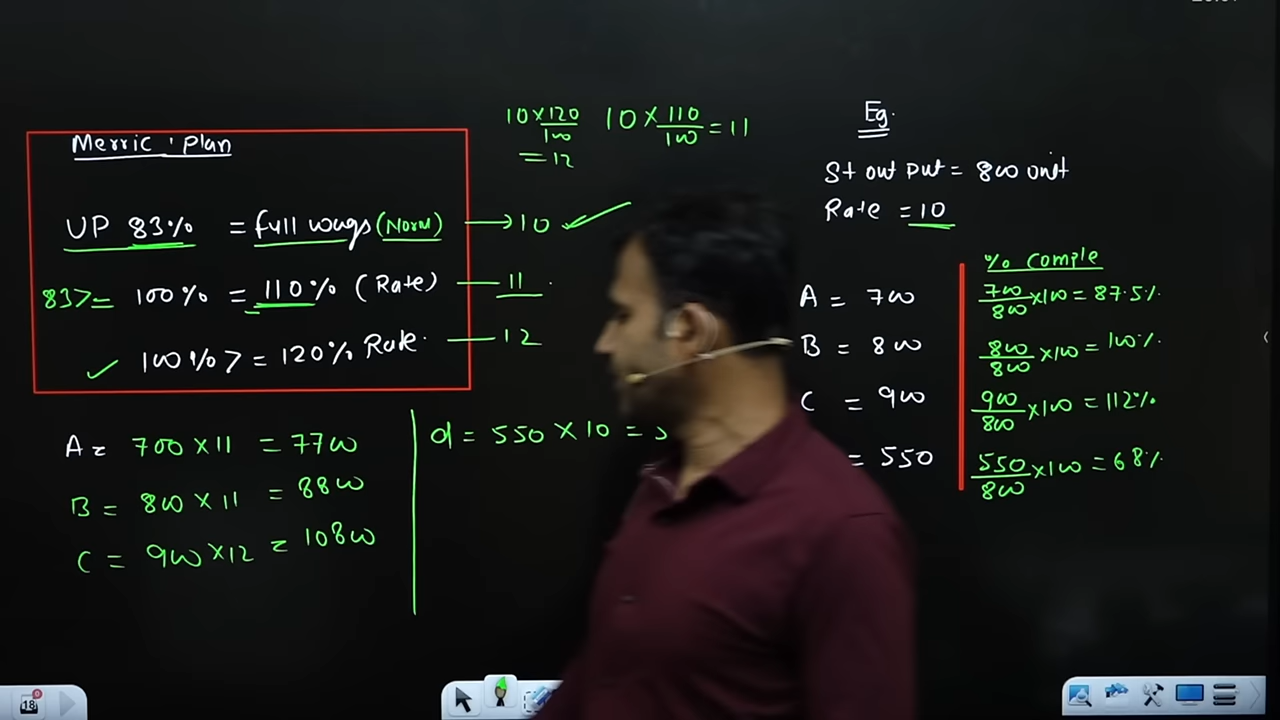 Merric Plan
UP 83% = full wags (Norm) → 10 ✓
83>= 100% = 110% (Rate) — 11
✓ 100%> = 120% Rate. — 12
10×120/100 = 12
10 × 110/100 = 11
A = 700 × 11 = 7700
B = 800 × 11 = 8800
C = 900 × 12 = 10800
d = 550 × 10 =
Eg.
St out put = 800 unit
Rate = 10
% comple
A = 700
700/800 ×100 = 87.5%
B = 800
800/800 ×100 = 100%
C = 900
900/800 ×100 = 112%
= 550
550/800 ×100 = 68%
18